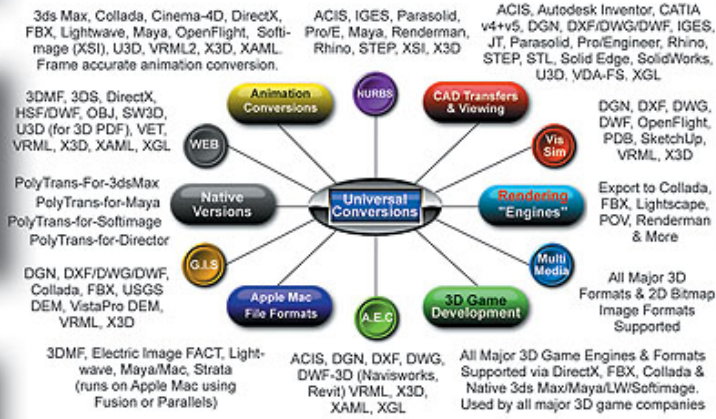 3ds Max, Collada, Cinema-4D, DirectX,
FBX, Lightwave, Maya, OpenFlight, Softi-
mage (XSI), U3D, VRML2, X3D, XAML.
Frame accurate animation conversion.
ACIS, IGES, Parasolid,
Pro/E, Maya, Renderman,
Rhino, STEP, XSI, X3D
ACIS, Autodesk Inventor, CATIA
v4+v5, DGN, DXF/DWG/DWF, IGES,
JT, Parasolid, Pro/Engineer, Rhino,
STEP, STL, Solid Edge, SolidWorks,
U3D, VDA-FS, XGL
Animation
Conversions
NURBS
CAD Transfers
& Viewing
3DMF, 3DS, DirectX,
HSF/DWF, OBJ, SW3D,
U3D (for 3D PDF), VET,
VRML, X3D, XAML, XGL
WEB
Vis
Sim
DGN, DXF, DWG,
DWF, OpenFlight,
PDB, SketchUp,
VRML, X3D
PolyTrans-For-3dsMax
PolyTrans-for-Maya
PolyTrans-for-Softimage
PolyTrans-for-Director
Native
Versions
Universal
Conversions
Rendering
"Engines"
Export to Collada,
FBX, Lightscape,
POV, Renderman
& More
G.I.S
Multi
Media
DGN, DXF/DWG/DWF,
Collada, FBX, USGS
DEM, VistaPro DEM,
VRML, X3D
Apple Mac
File Formats
A.E.C
3D Game
Development
All Major 3D
Formats & 2D Bitmap
Image Formats
Supported
3DMF, Electric Image FACT, Light-
wave, Maya/Mac, Strata
(runs on Apple Mac using
Fusion or Parallels)
ACIS, DGN, DXF, DWG,
DWF-3D (Navisworks,
Revit) VRML, X3D,
XAML, XGL
All Major 3D Game Engines & Formats
Supported via DirectX, FBX, Collada &
Native 3ds Max/Maya/LW/Softimage.
Used by all major 3D game companies